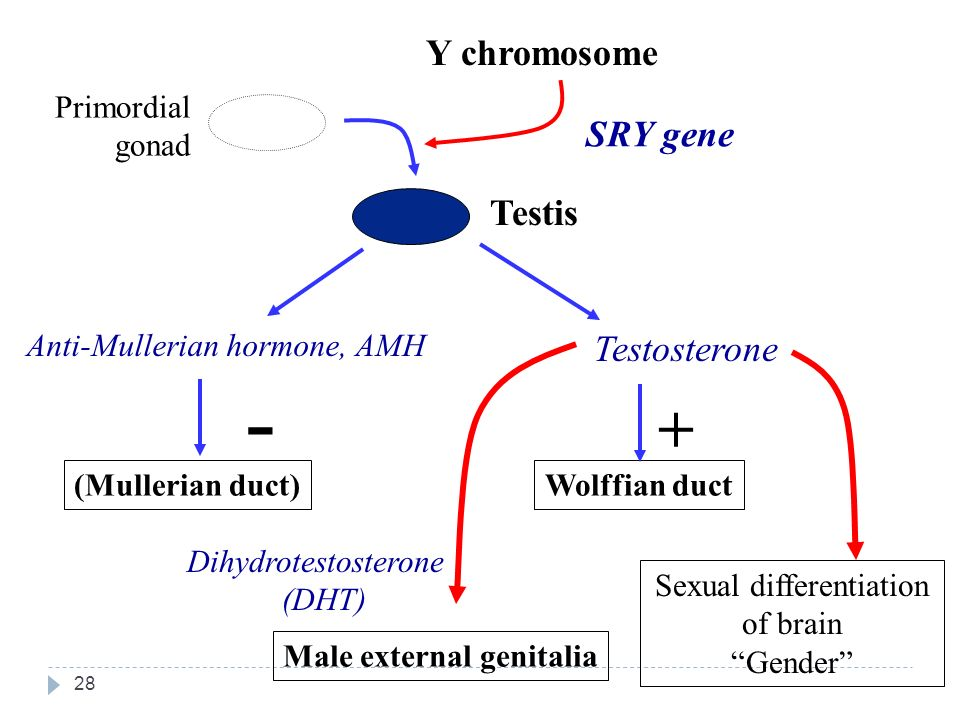 Y chromosome
Primordial
gonad
SRY gene
Testis
Anti-Mullerian hormone, AMH
Testosterone
-
+
(Mullerian duct)
Wolffian duct
Dihydrotestosterone
(DHT)
Sexual differentiation
of brain
“Gender”
Male external genitalia
28